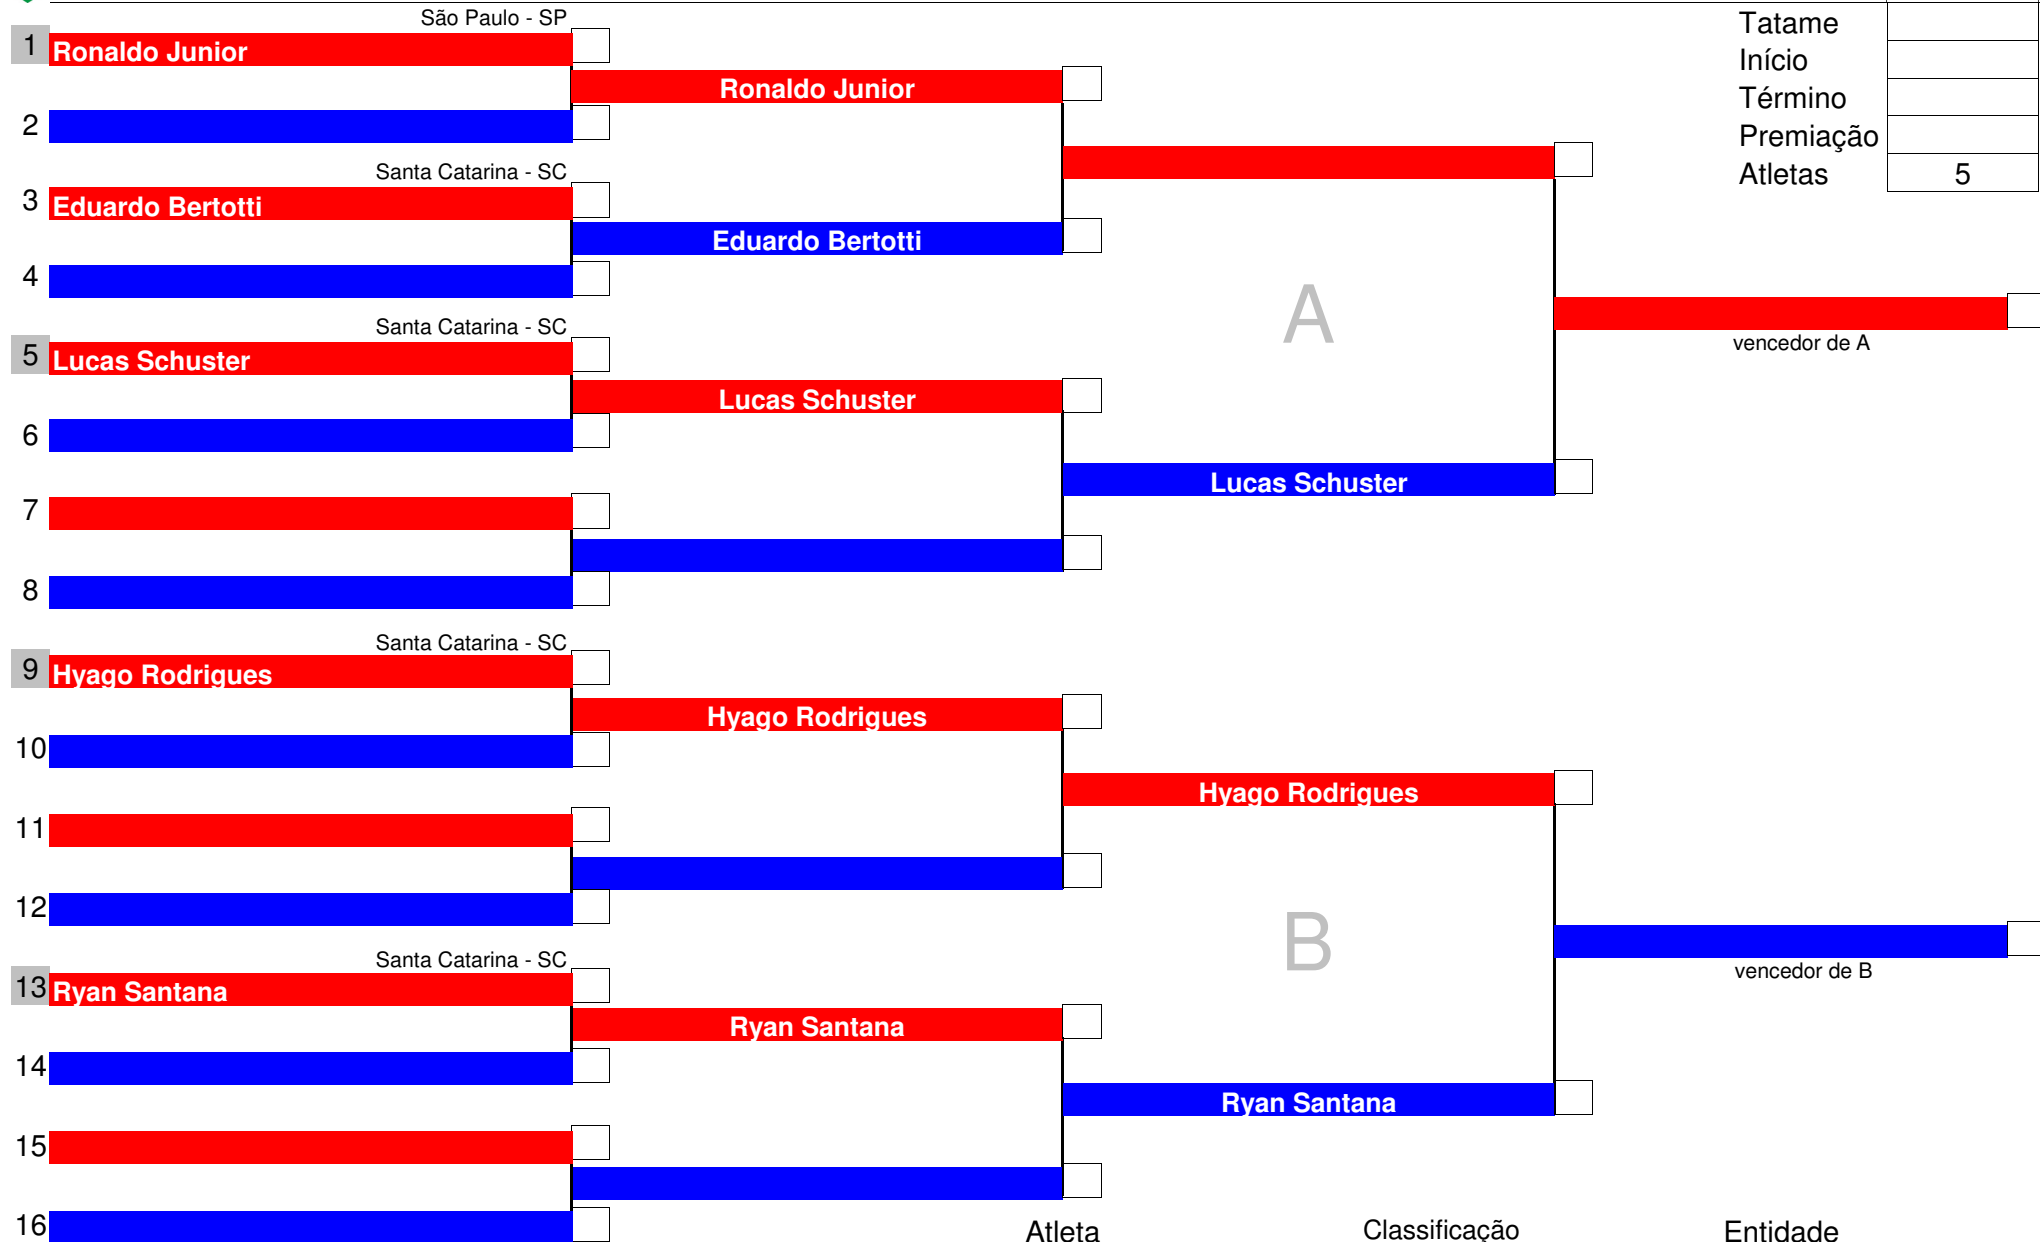 São Paulo - SP
Tatame
1 Ronaldo Junior
Início
Ronaldo Junior
Término
2
Premiação
Santa Catarina - SC
Atletas 5
3 Eduardo Bertotti
Eduardo Bertotti
4
A
Santa Catarina - SC
vencedor de A
5 Lucas Schuster
Lucas Schuster
6
Lucas Schuster
7
8
Santa Catarina - SC
9 Hyago Rodrigues
Hyago Rodrigues
10
Hyago Rodrigues
11
12
B
Santa Catarina - SC
vencedor de B
13 Ryan Santana
Ryan Santana
14
Ryan Santana
15
16
Atleta Classificação Entidade